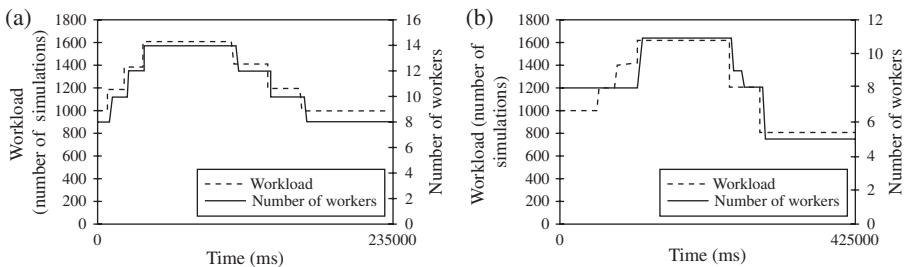 (a)
Workload
(number of simulations)
1800
1600
1400
1200
1000
800
600
400
200
0
16
14
12
10
8
6
4
2
0
Number of workers
Workload
Number of workers
0
235000
Time (ms)
(b)
Workload (number of
simulations)
1800
1600
1400
1200
1000
800
600
400
200
0
12
10
8
6
4
2
0
Number of workers
Workload
Number of workers
0
425000
Time (ms)